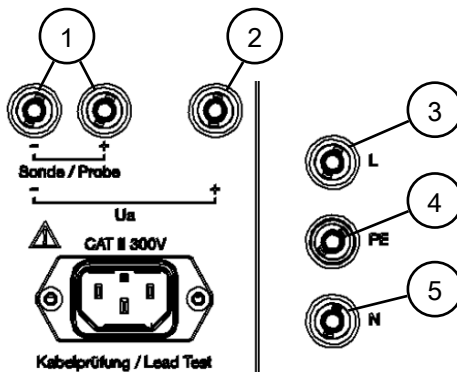 1
2
3
4
5
- +
Sonde / Probe
- +
Ua
CAT II 300V
Kabelprüfung / Lead Test
L
PE
N